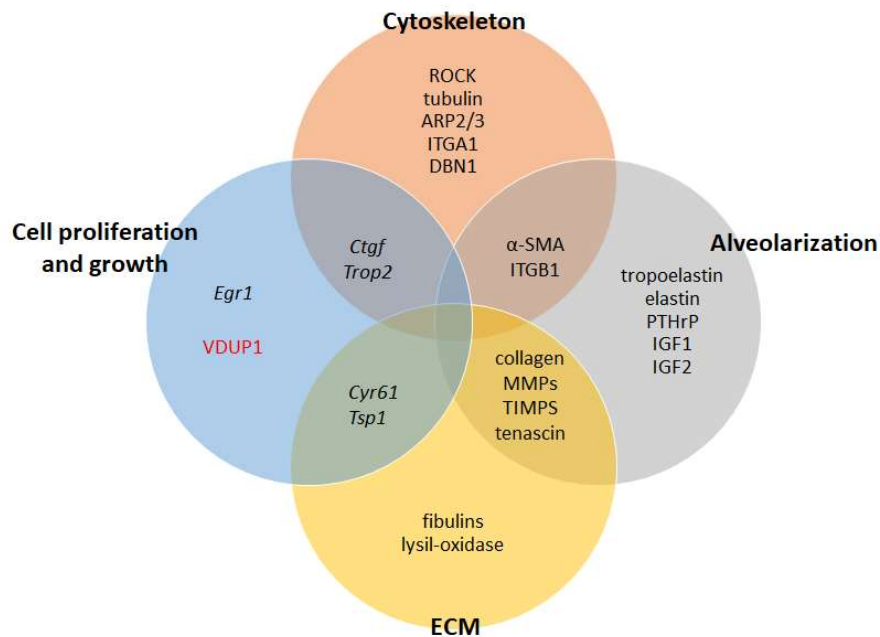 Cytoskeleton
ROCK
tubulin
ARP2/3
ITGA1
DBN1
Cell proliferation
and growth
Ctgf
Trop2
Egr1
VDUP1
α-SMA
ITGB1
Alveolarization
tropoelastin
elastin
PTHrP
IGF1
IGF2
Cyr61
Tsp1
collagen
MMPs
TIMPS
tenascin
fibulins
lysil-oxidase
ECM